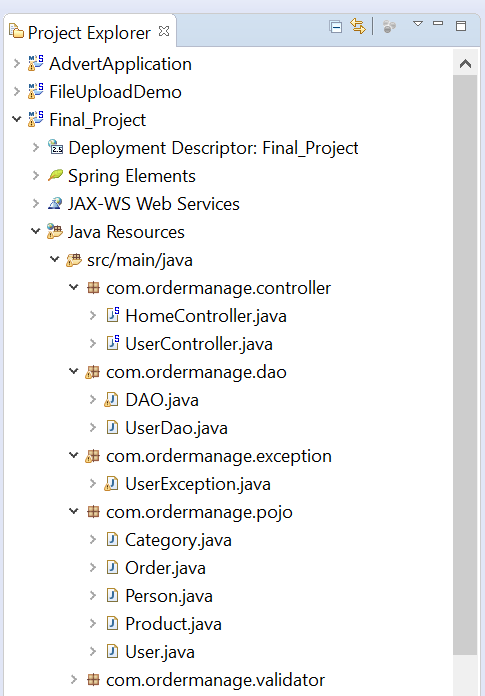 Project Explorer
AdvertApplication
FileUploadDemo
Final_Project
Deployment Descriptor: Final_Project
Spring Elements
JAX-WS Web Services
Java Resources
src/main/java
com.ordermanage.controller
HomeController.java
UserController.java
com.ordermanage.dao
DAO.java
UserDao.java
com.ordermanage.exception
UserException.java
com.ordermanage.pojo
Category.java
Order.java
Person.java
Product.java
User.java
com.ordermanage.validator